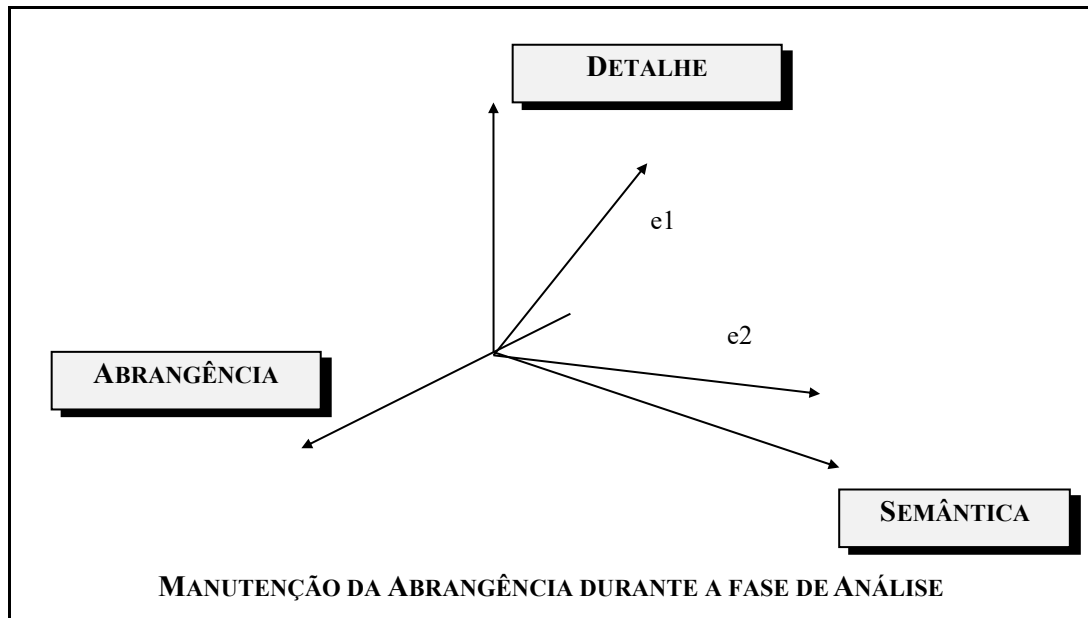 DETALHE
e1
e2
ABRANGÊNCIA
SEMÂNTICA
MANUTENÇÃO DA ABRANGÊNCIA DURANTE A FASE DE ANÁLISE